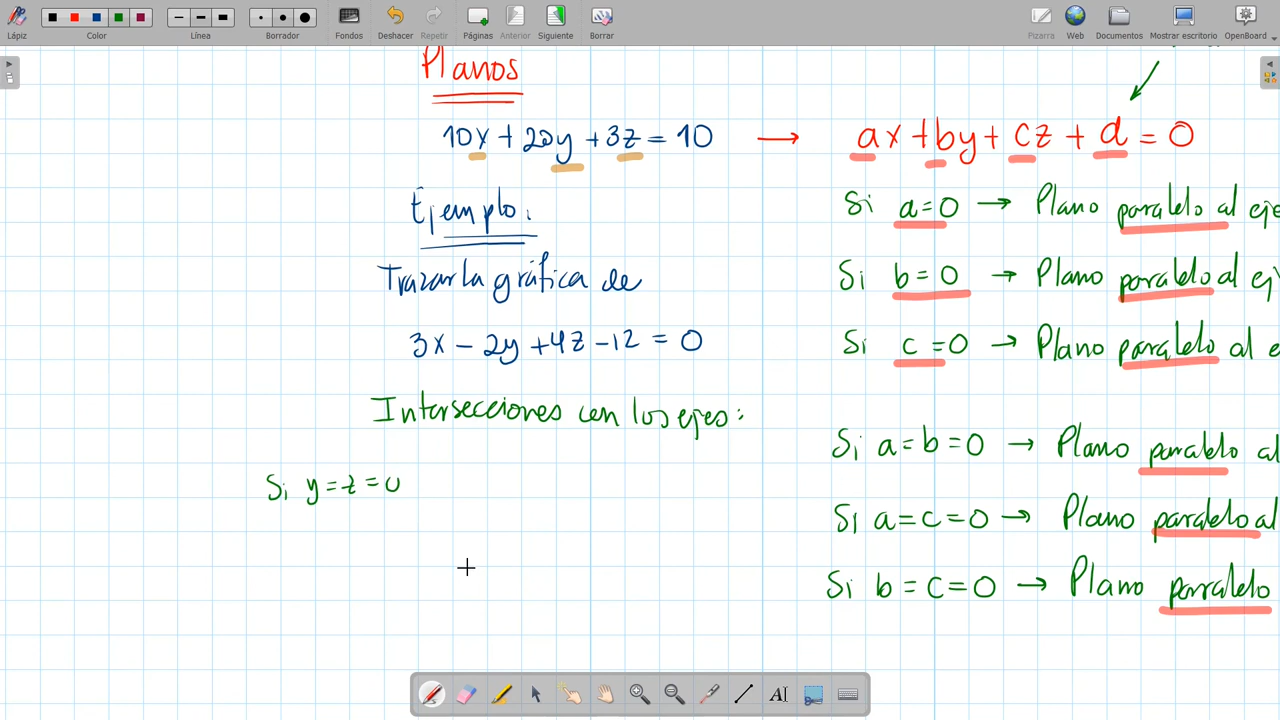 Lápiz Color Línea Borrador Fondos Deshacer Repetir Páginas Anterior Siguiente Borrar Pizarra Web Documentos Mostrar escritorio OpenBoard
Planos
10x + 20y + 3z = 10 → ax + by + cz + d = 0
Ejemplo:
Trazar la gráfica de
3x - 2y + 4z - 12 = 0
Intersecciones con los ejes:
Si y = z = 0
Si a = 0 → Plano paralelo al eje
Si b = 0 → Plano paralelo al ej
Si c = 0 → Plano paralelo al e
Si a = b = 0 → Plano paralelo al
Si a = c = 0 → Plano paralelo al
Si b = c = 0 → Plano paralelo
AI